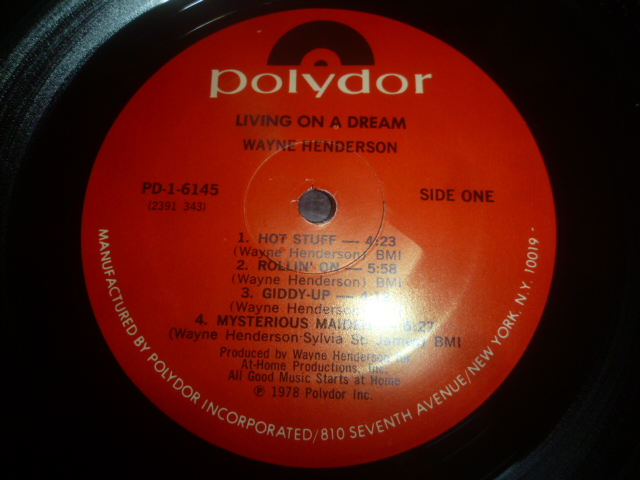 polydor
LIVING ON A DREAM
WAYNE HENDERSON
PD-1-6145
(2391 343)
SIDE ONE
1. HOT STUFF — 4:23
(Wayne Henderson) BMI
2. ROLLIN' ON — 5:58
(Wayne Henderson) BMI
3. GIDDY-UP —
(Wayne Henderson)
4. MYSTERIOUS MAIDEN
(Wayne Henderson-Sylvia St. James) BMI
Produced by Wayne Henderson
At-Home Productions, Inc.
All Good Music Starts at Home
℗ 1978 Polydor Inc.
MANUFACTURED BY POLYDOR INCORPORATED/810 SEVENTH AVENUE/NEW YORK, N.Y. 10019 -